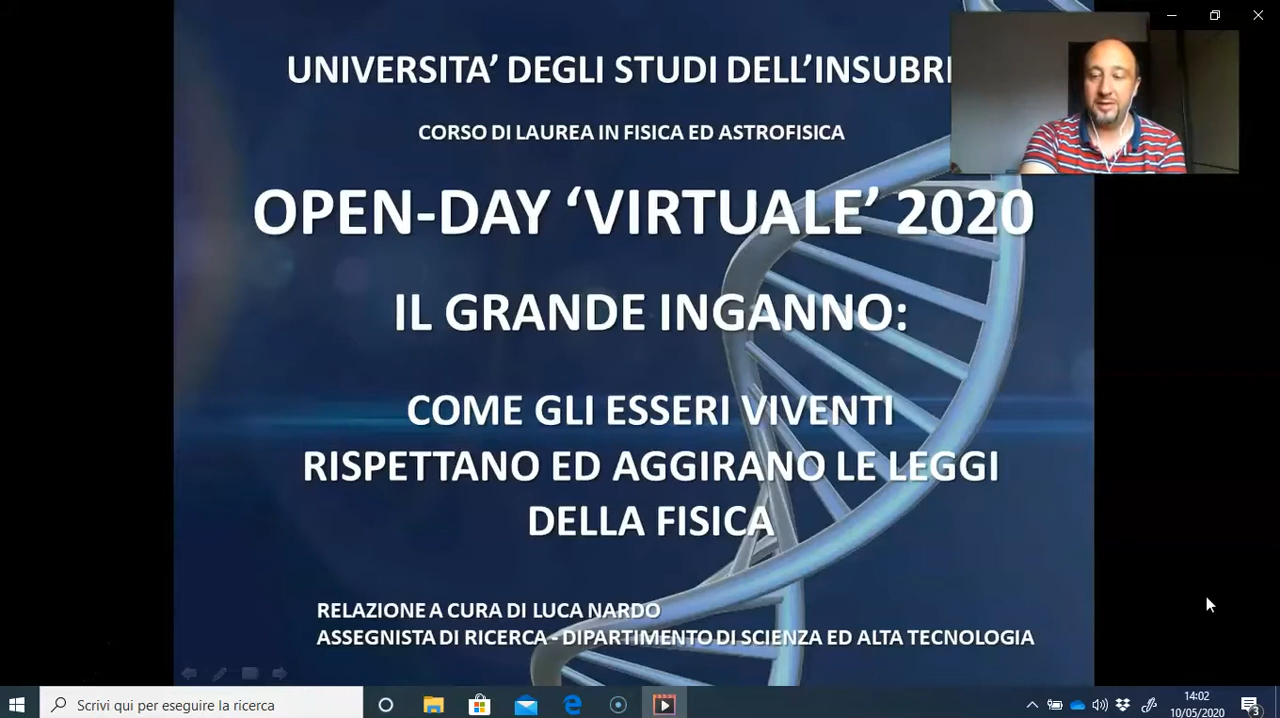 UNIVERSITA’ DEGLI STUDI DELL’INSUBRI
CORSO DI LAUREA IN FISICA ED ASTROFISICA
OPEN-DAY ‘VIRTUALE’ 2020
IL GRANDE INGANNO:
COME GLI ESSERI VIVENTI
RISPETTANO ED AGGIRANO LE LEGGI
DELLA FISICA
RELAZIONE A CURA DI LUCA NARDO
ASSEGNISTA DI RICERCA - DIPARTIMENTO DI SCIENZA ED ALTA TECNOLOGIA
Scrivi qui per eseguire la ricerca
14:02
10/05/2020
3